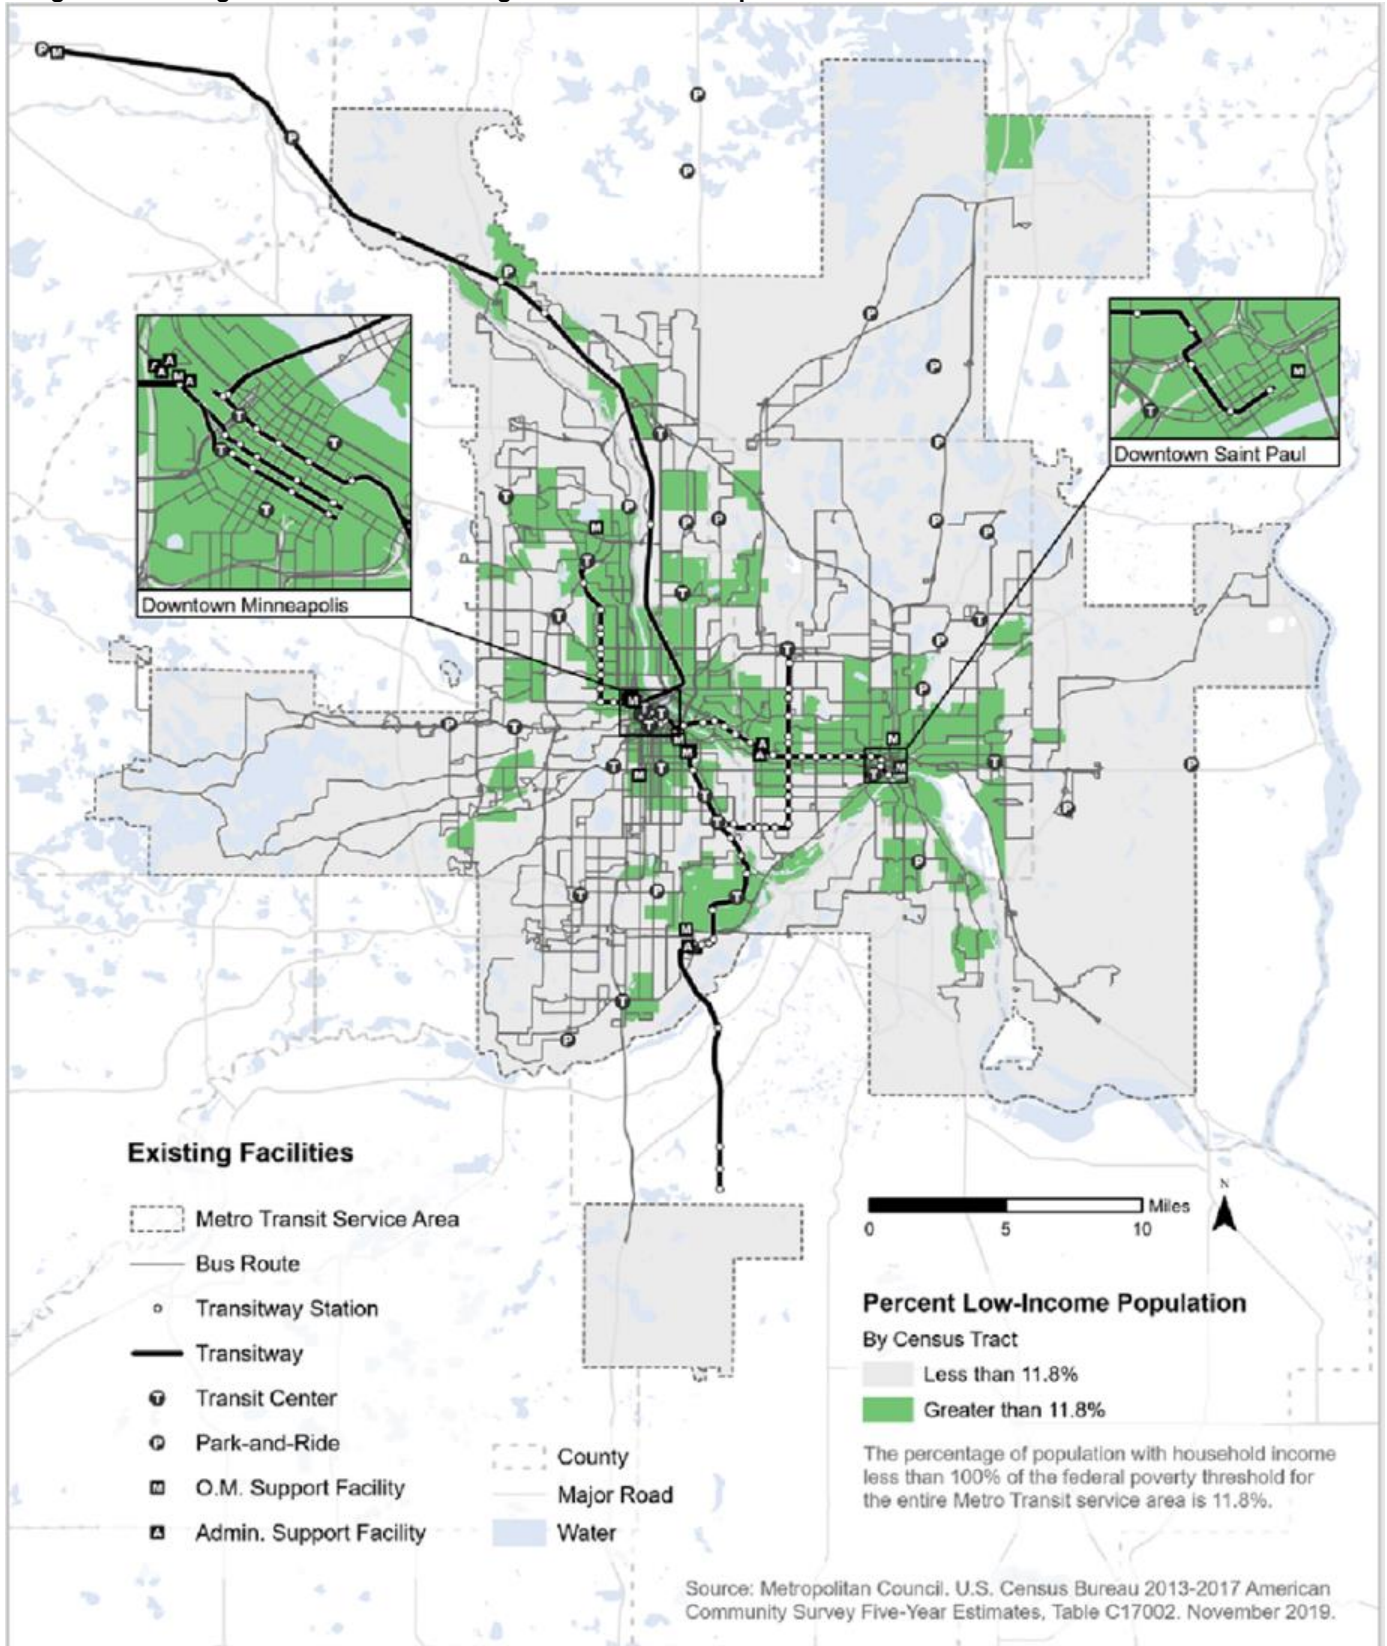 Downtown Minneapolis
Downtown Saint Paul
Existing Facilities
Metro Transit Service Area
Bus Route
Transitway Station
Transitway
Transit Center
Park-and-Ride
O.M. Support Facility
Admin. Support Facility
County
Major Road
Water
N
Miles
0 5 10
Percent Low-Income Population
By Census Tract
Less than 11.8%
Greater than 11.8%
The percentage of population with household income
less than 100% of the federal poverty threshold for
the entire Metro Transit service area is 11.8%.
Source: Metropolitan Council. U.S. Census Bureau 2013-2017 American
Community Survey Five-Year Estimates, Table C17002. November 2019.